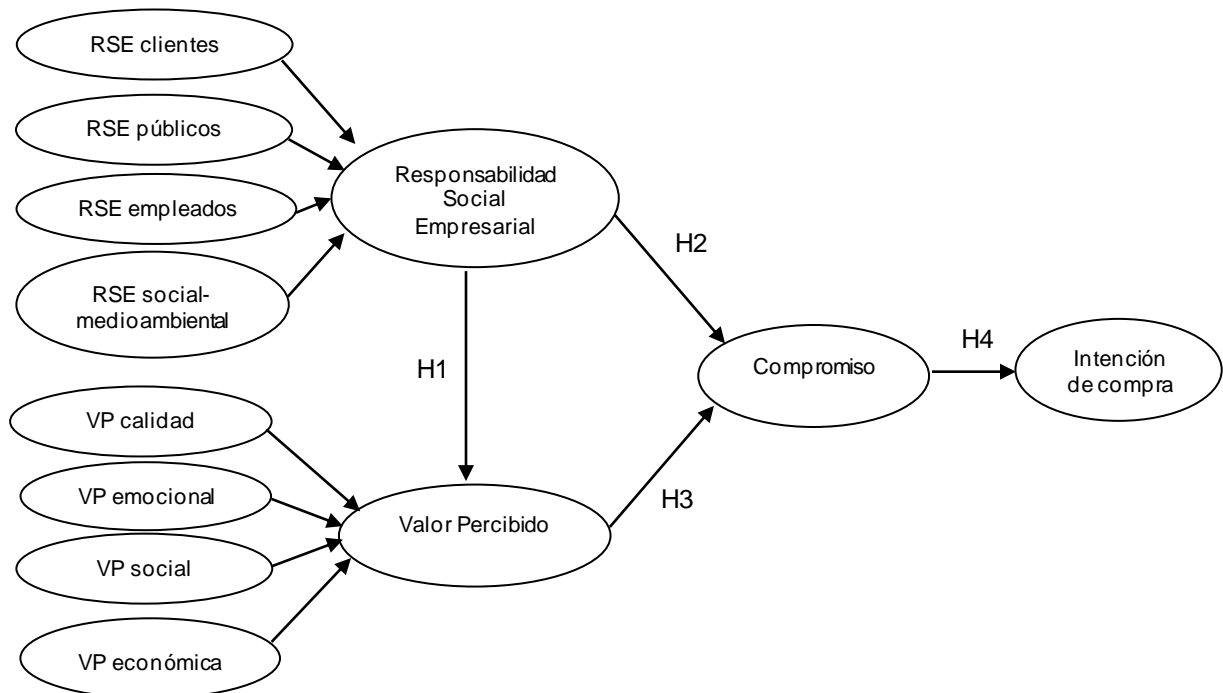 RSE clientes
RSE públicos
RSE empleados
RSE social-
medioambiental
Responsabilidad
Social
Empresarial
H2
H1
Compromiso
H4
Intención
de compra
VP calidad
VP emocional
VP social
VP económica
Valor Percibido
H3